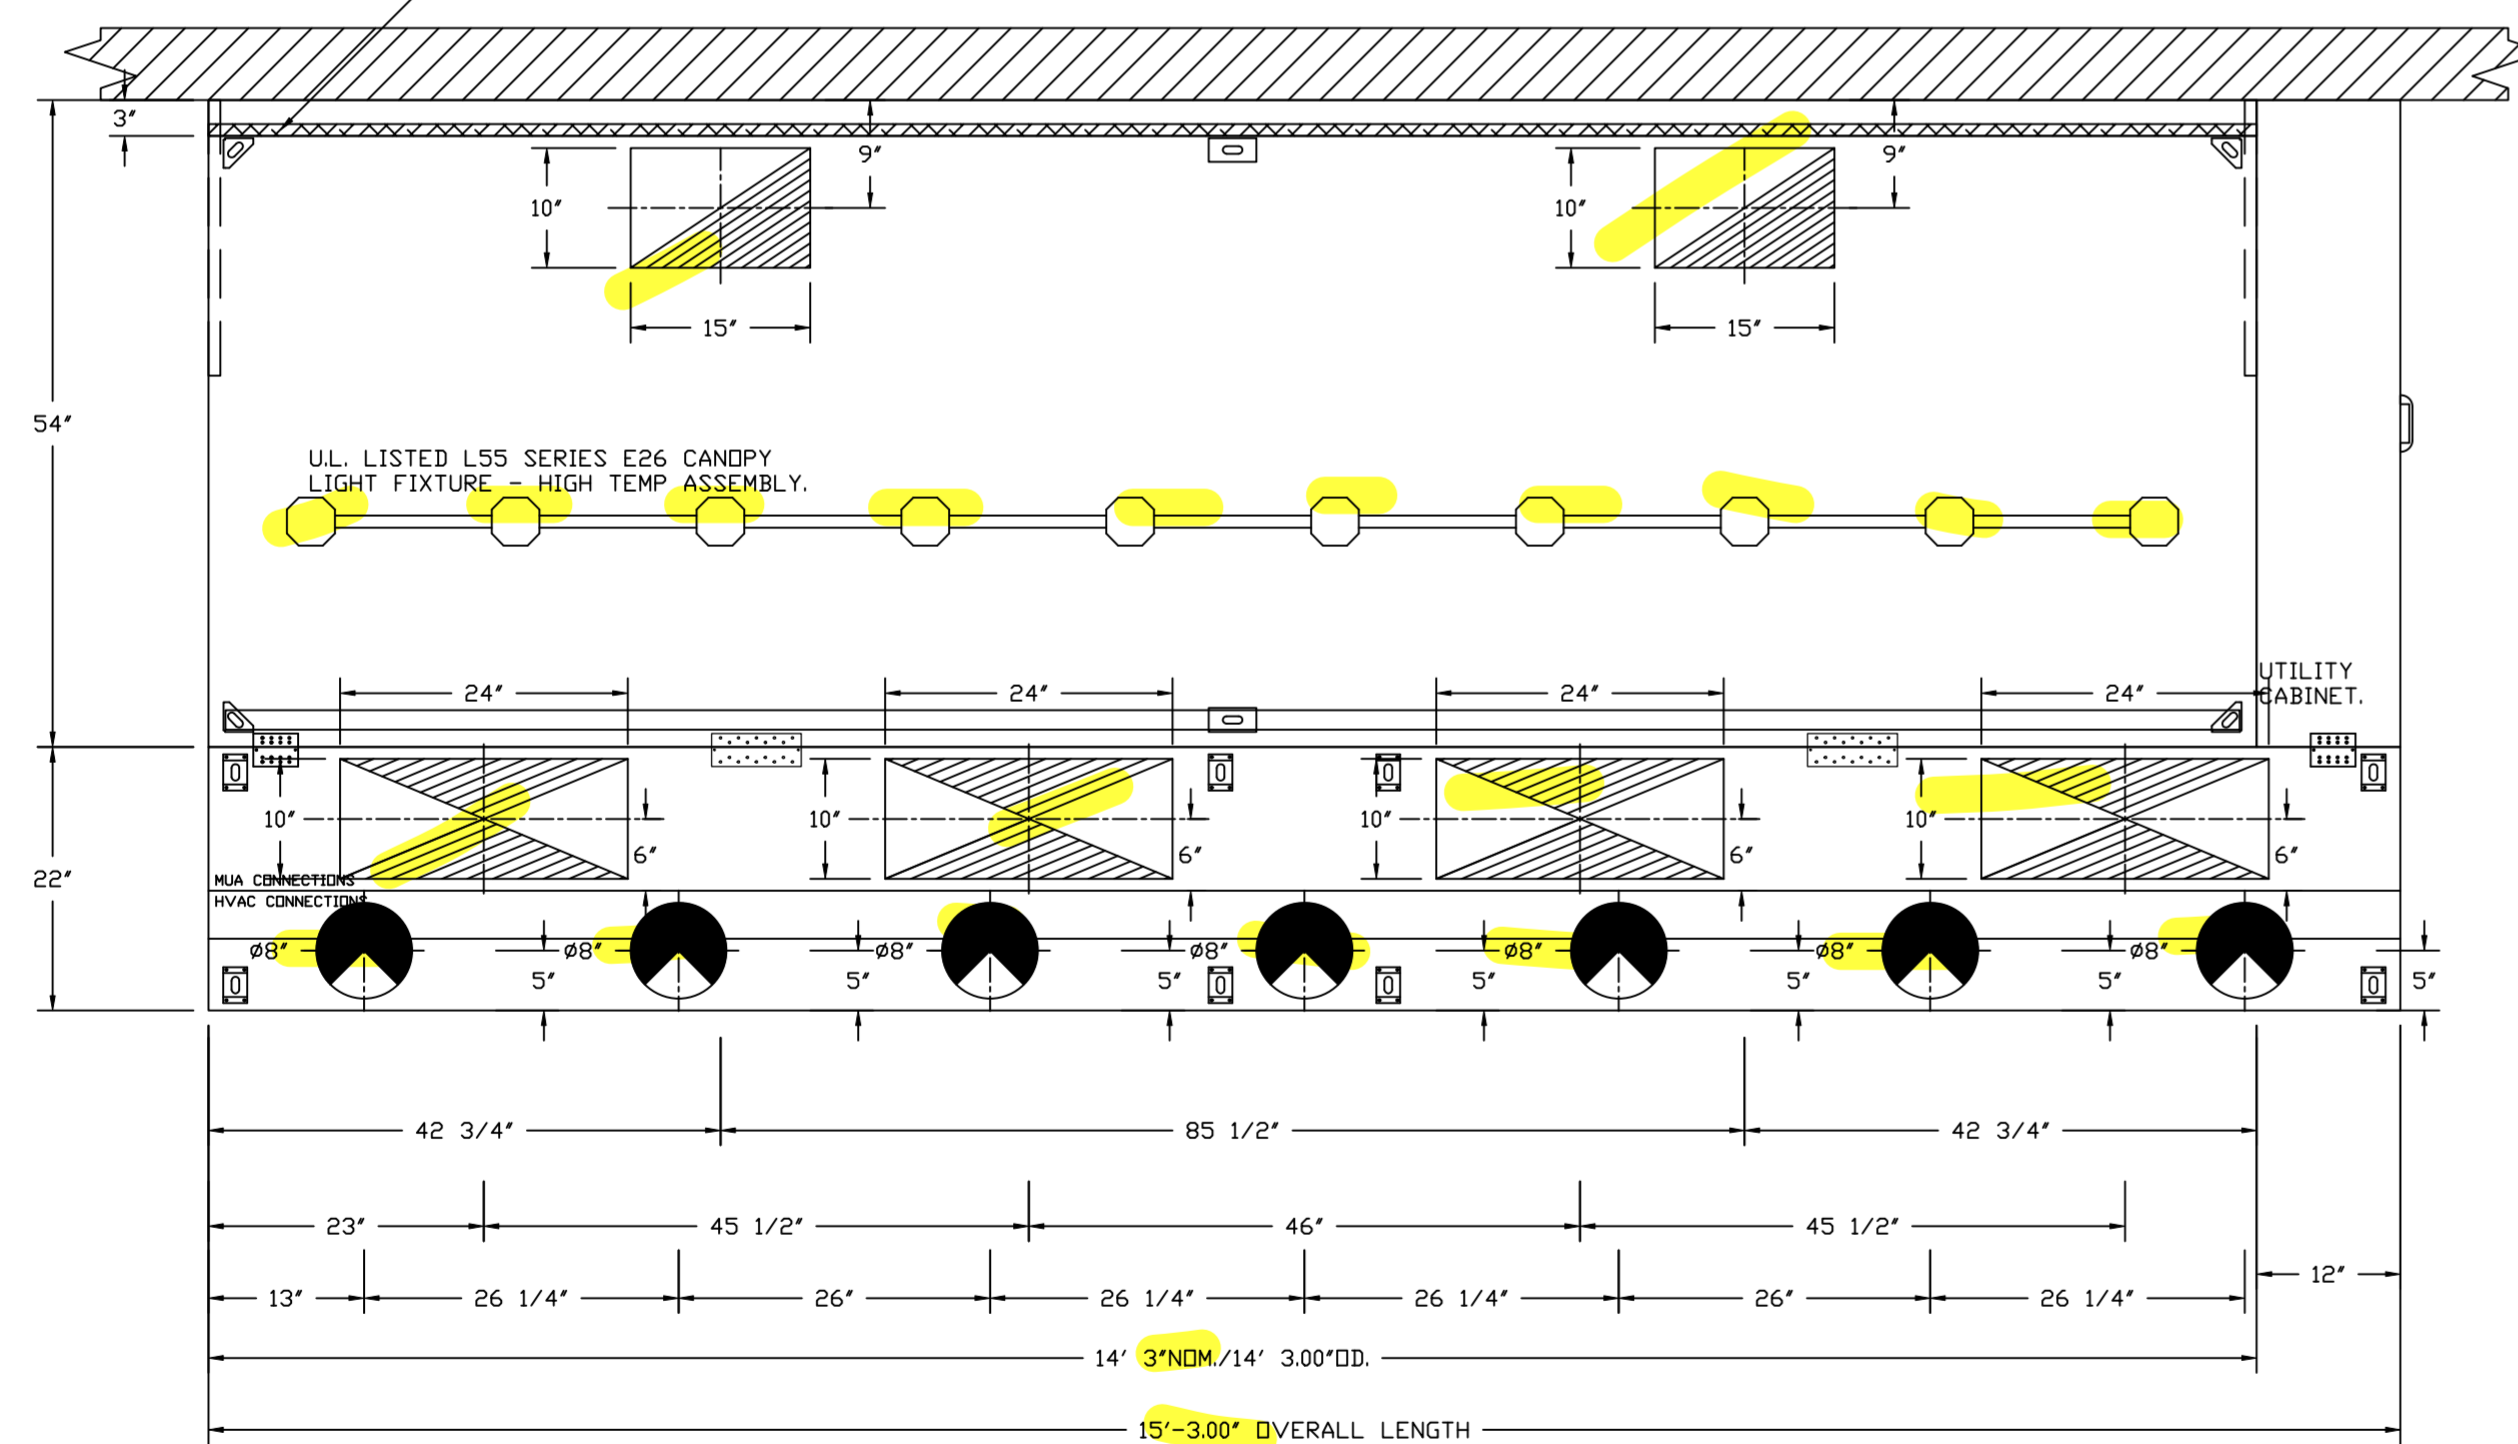 3″
9″
9″
10″
10″
15″
15″
54″
U.L. LISTED L55 SERIES E26 CANOPY
LIGHT FIXTURE - HIGH TEMP ASSEMBLY.
UTILITY
CABINET.
24″ 24″ 24″ 24″
10″ 10″ 10″ 10″
6″ 6″ 6″ 6″
22″
MUA CONNECTIONS
HVAC CONNECTIONS
ø8″ ø8″ ø8″ ø8″ ø8″ ø8″ ø8″
5″ 5″ 5″ 5″ 5″ 5″ 5″
42 3/4″ 85 1/2″ 42 3/4″
23″ 45 1/2″ 46″ 45 1/2″
12″
13″ 26 1/4″ 26″ 26 1/4″ 26 1/4″ 26″ 26 1/4″
14′ 3″NOM./14′ 3.00″OD.
15′-3.00″ OVERALL LENGTH